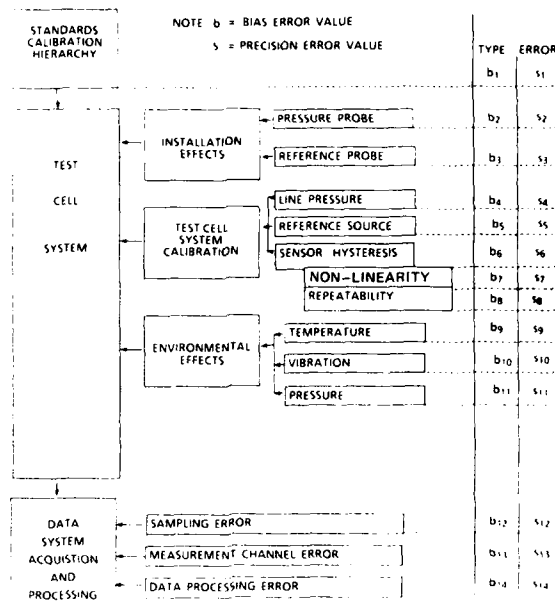 STANDARDS
CALIBRATION
HIERARCHY
NOTE b = BIAS ERROR VALUE
s = PRECISION ERROR VALUE
TYPE ERROR
b1 s1
TEST
CELL
SYSTEM
INSTALLATION
EFFECTS
PRESSURE PROBE b2 s2
REFERENCE PROBE b3 s3
TEST CELL
SYSTEM
CALIBRATION
LINE PRESSURE b4 s4
REFERENCE SOURCE b5 s5
SENSOR HYSTERESIS b6 s6
NON-LINEARITY b7 s7
REPEATABILITY b8 s8
ENVIRONMENTAL
EFFECTS
TEMPERATURE b9 s9
VIBRATION b10 s10
PRESSURE b11 s11
DATA
SYSTEM
ACQUISTION
AND
PROCESSING
SAMPLING ERROR b12 s12
MEASUREMENT CHANNEL ERROR b13 s13
DATA PROCESSING ERROR b14 s14